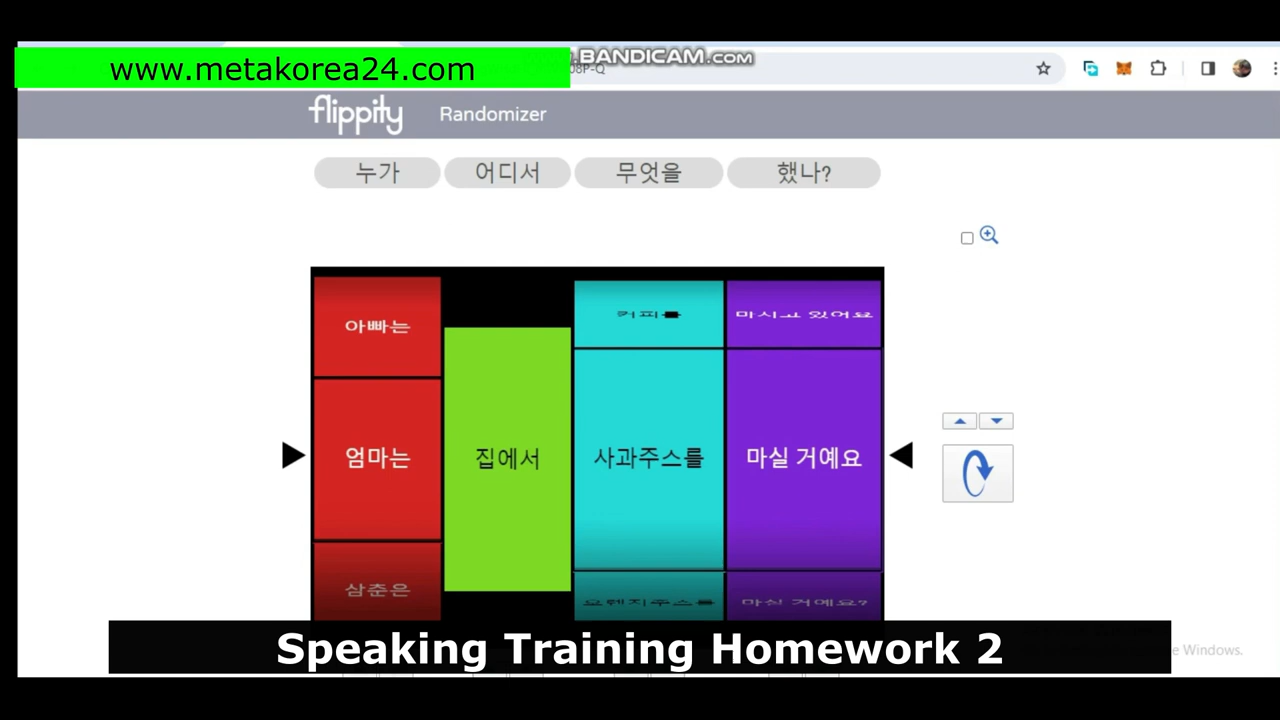 www.metakorea24.com
BANDICAM.COM
08P-Q
flippity Randomizer
누가 어디서 무엇을 했나?
아빠는 커피를 마시고 있어요
엄마는 집에서 사과주스를 마실 거예요
삼춘은 오렌지주스를 마실 거예요?
Speaking Training Homework 2
e Windows.